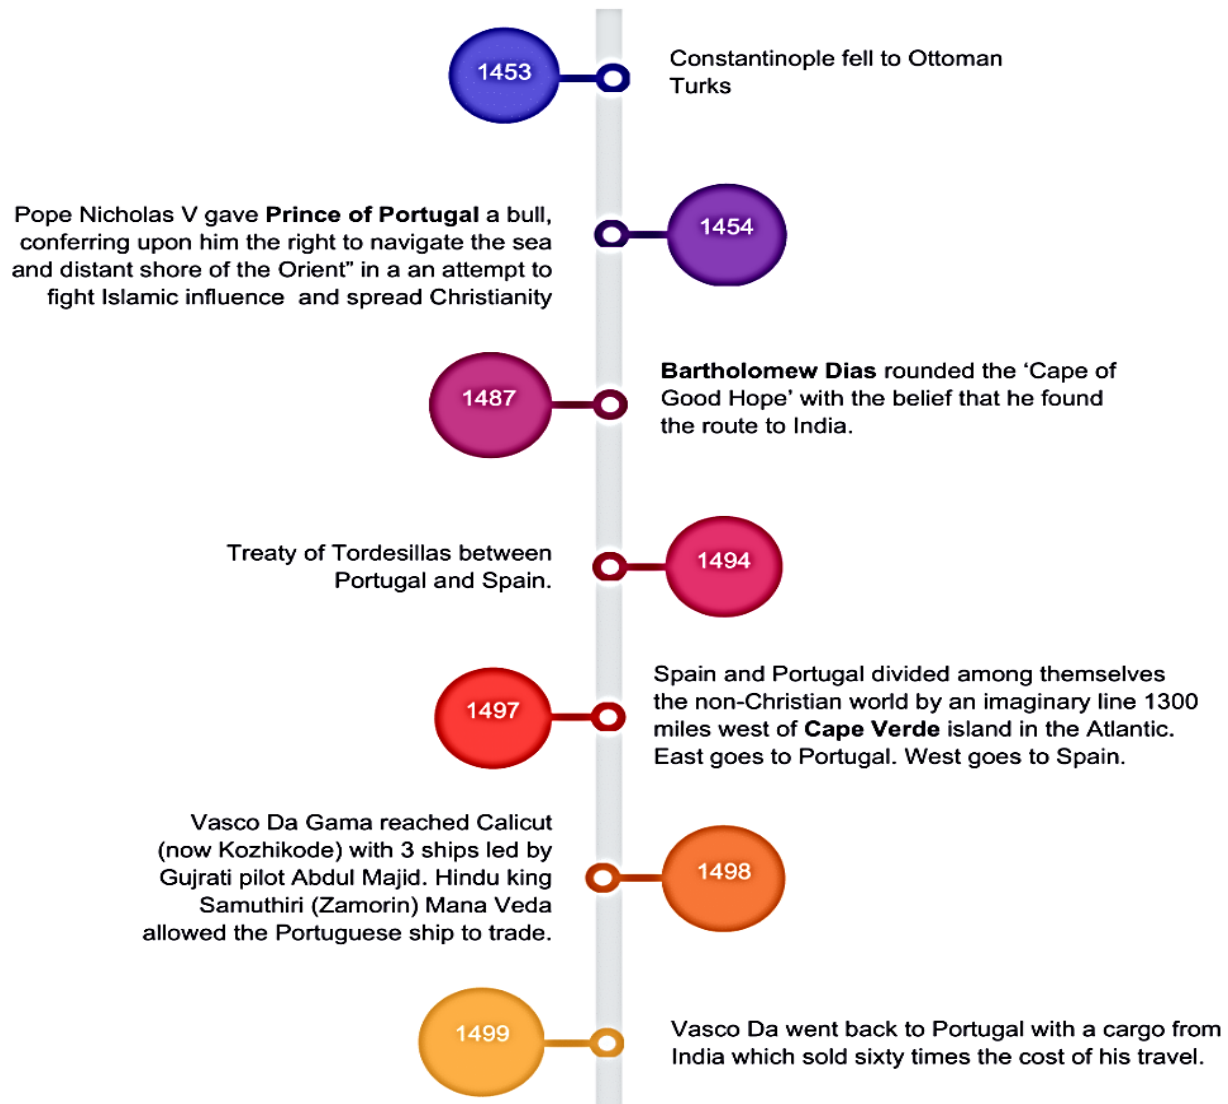 1453
Constantinople fell to Ottoman
Turks
Pope Nicholas V gave Prince of Portugal a bull,
conferring upon him the right to navigate the sea
and distant shore of the Orient” in a an attempt to
fight Islamic influence and spread Christianity
1454
1487
Bartholomew Dias rounded the ‘Cape of
Good Hope’ with the belief that he found
the route to India.
Treaty of Tordesillas between
Portugal and Spain.
1494
1497
Spain and Portugal divided among themselves
the non-Christian world by an imaginary line 1300
miles west of Cape Verde island in the Atlantic.
East goes to Portugal. West goes to Spain.
Vasco Da Gama reached Calicut
(now Kozhikode) with 3 ships led by
Gujrati pilot Abdul Majid. Hindu king
Samuthiri (Zamorin) Mana Veda
allowed the Portuguese ship to trade.
1498
1499
Vasco Da went back to Portugal with a cargo from
India which sold sixty times the cost of his travel.